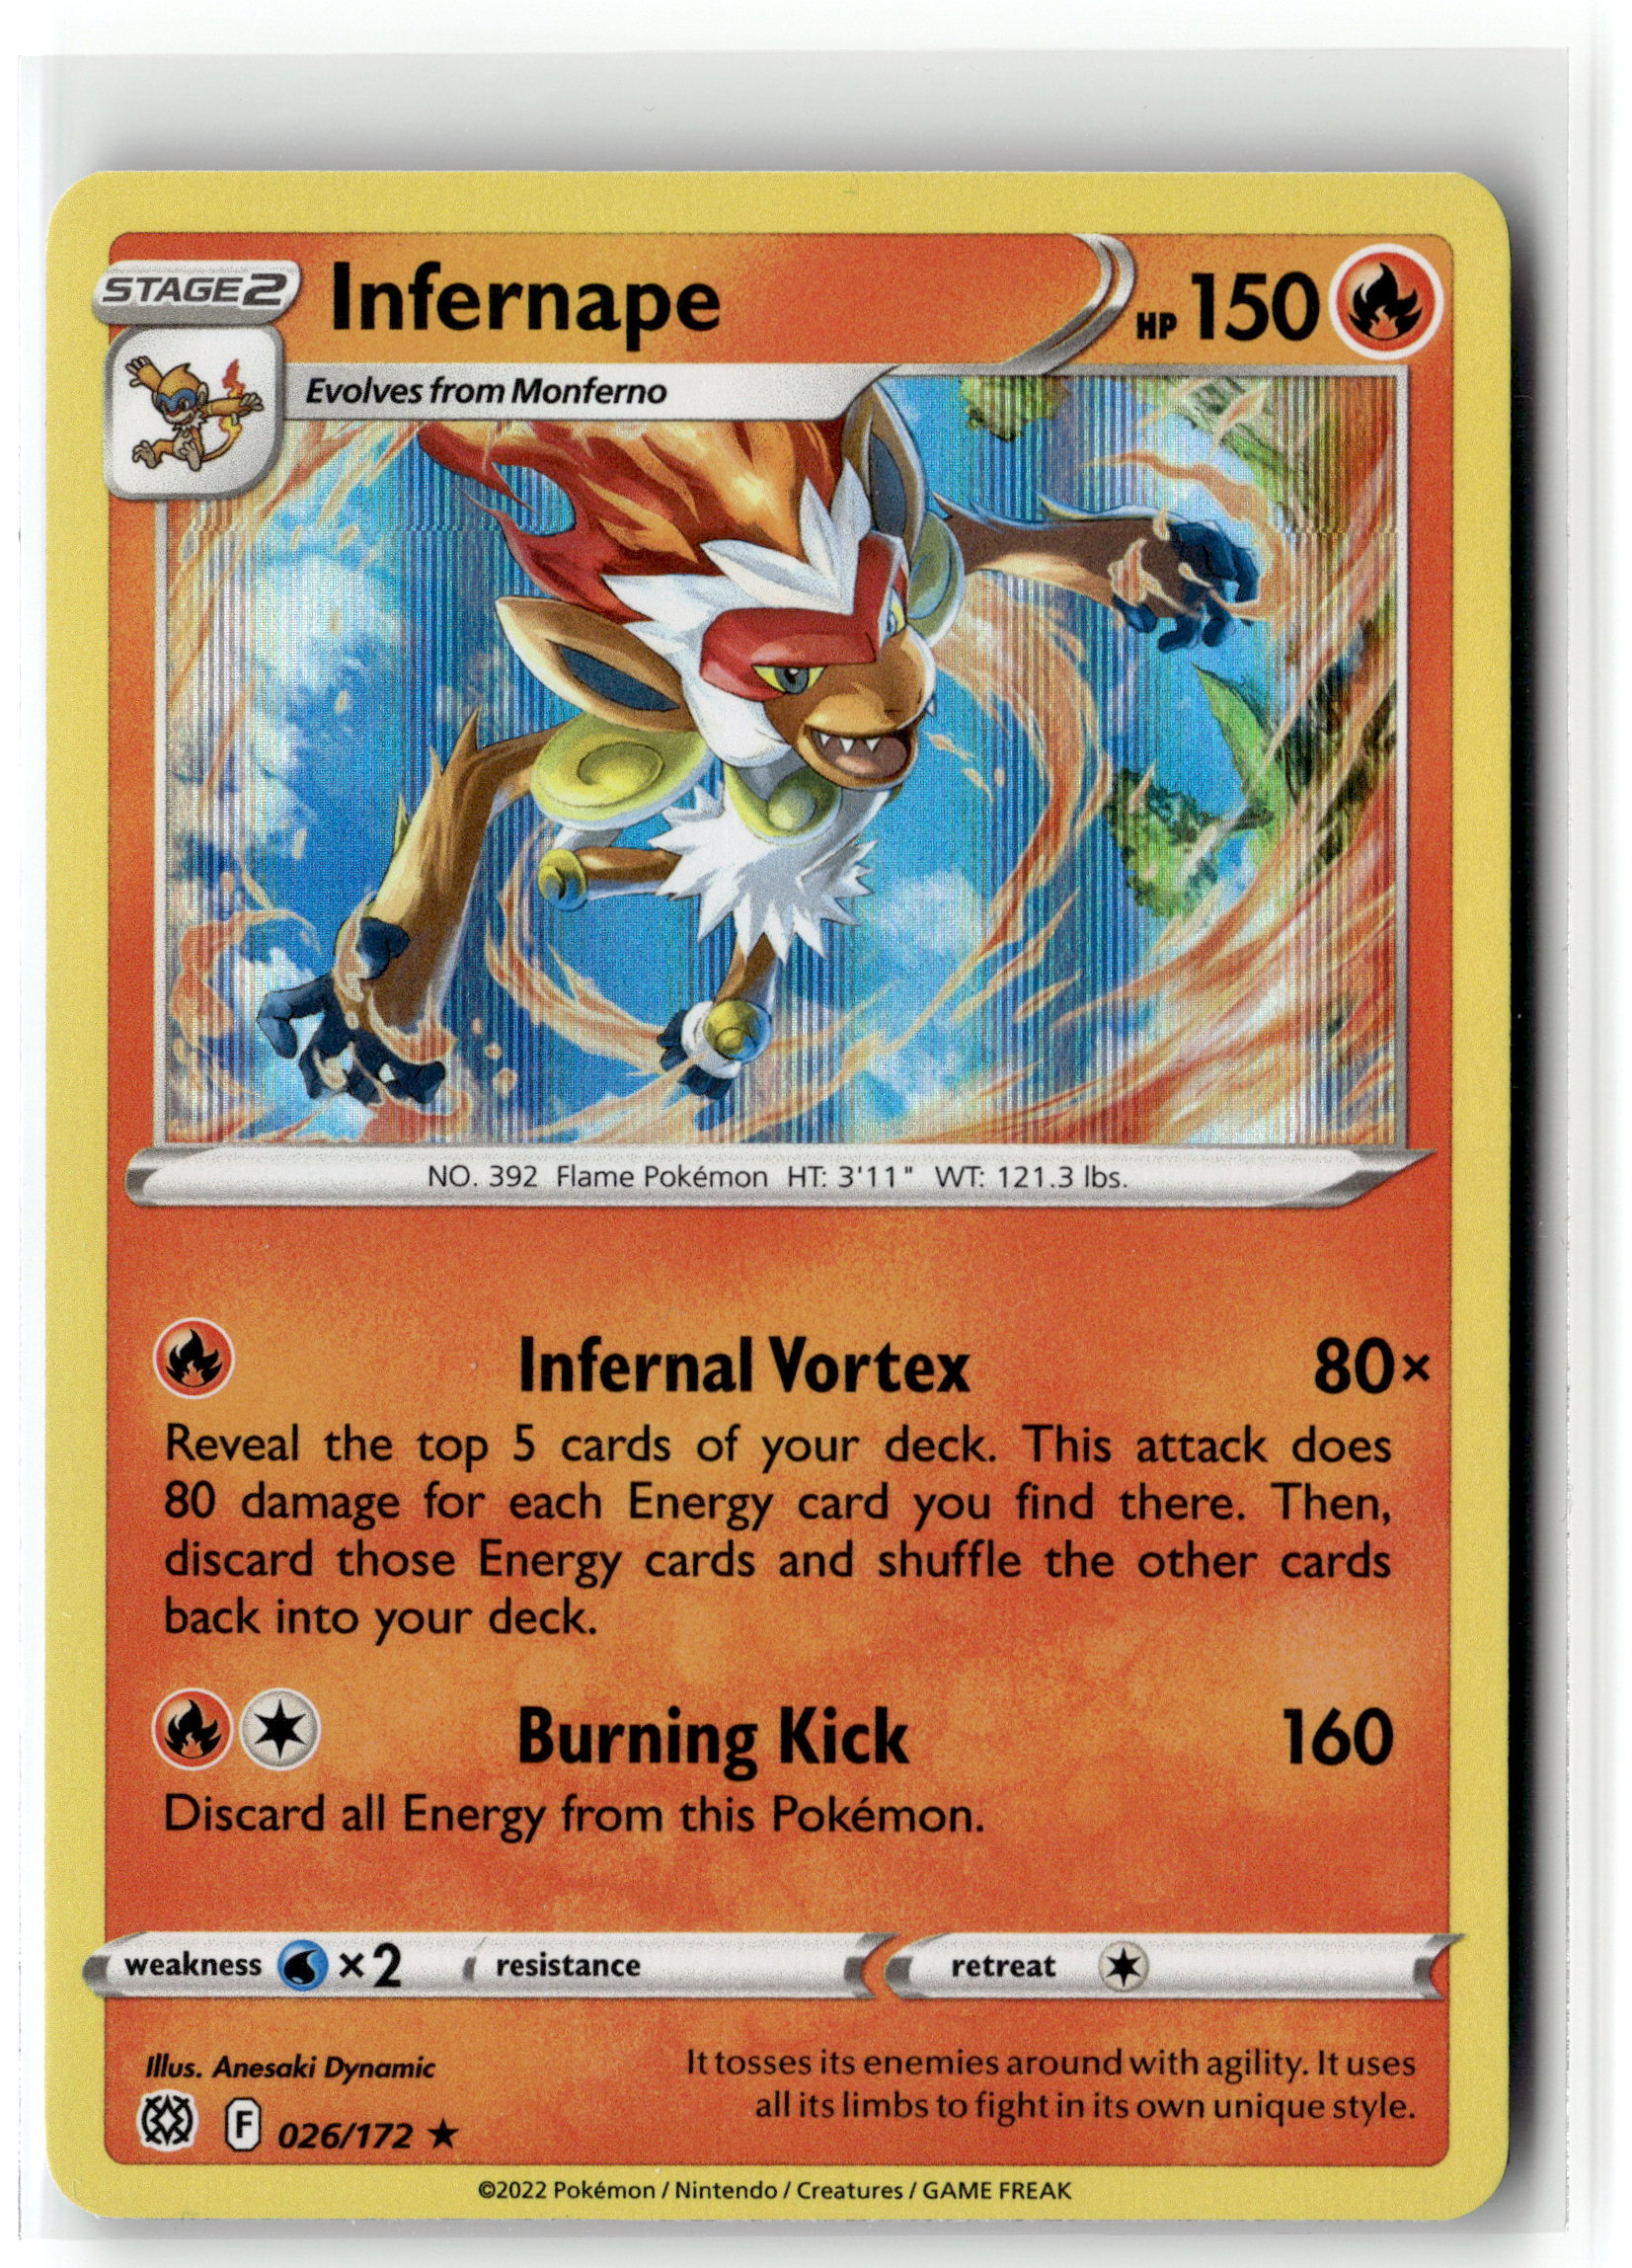 STAGE2
Infernape
HP 150
Evolves from Monferno
NO. 392 Flame Pokémon HT: 3'11" WT: 121.3 lbs.
Infernal Vortex 80×
Reveal the top 5 cards of your deck. This attack does
80 damage for each Energy card you find there. Then,
discard those Energy cards and shuffle the other cards
back into your deck.
Burning Kick 160
Discard all Energy from this Pokémon.
weakness ×2 resistance retreat
Illus. Anesaki Dynamic
It tosses its enemies around with agility. It uses
all its limbs to fight in its own unique style.
F 026/172 ★
©2022 Pokémon / Nintendo / Creatures / GAME FREAK